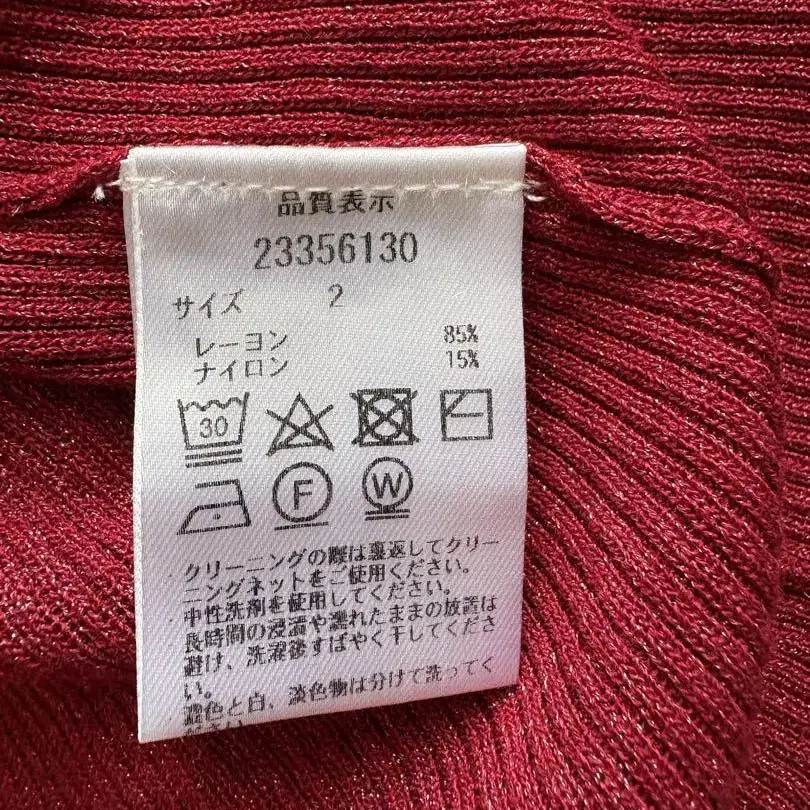 品質表示
23356130
サイズ 2
レーヨン 85%
ナイロン 15%
30
F W
クリーニングの際は裏返してクリー
ニングネットをご使用ください。
中性洗剤を使用してください。
長時間の浸漬や濡れたままの放置は
避け、洗濯後すばやく干してくださ
い。
濃色と白、淡色物は分けて洗ってく
ださい。